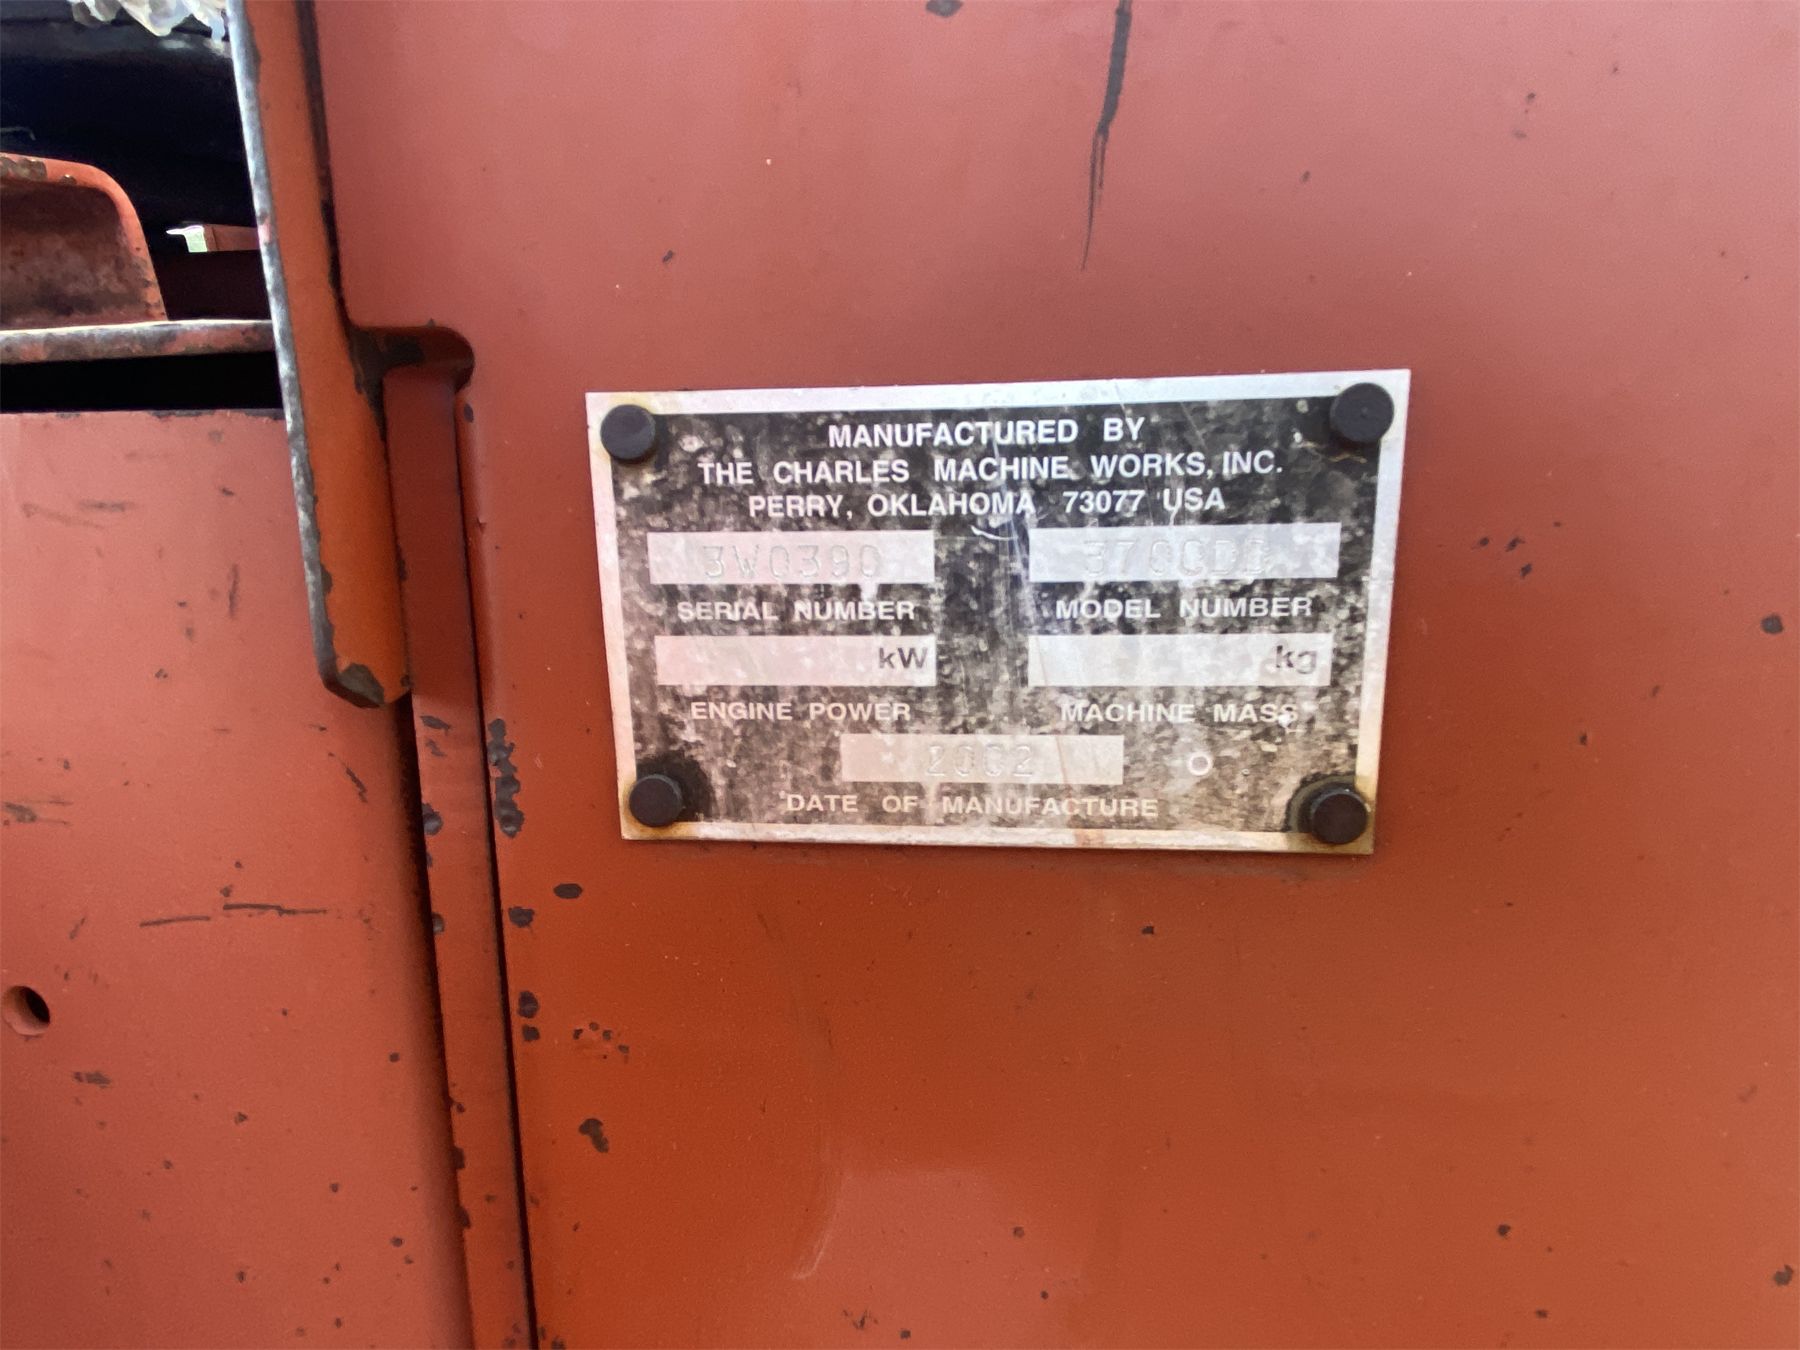 MANUFACTURED BY
THE CHARLES MACHINE WORKS, INC.
PERRY, OKLAHOMA 73077 USA
3W0390
3700DD
SERIAL NUMBER MODEL NUMBER
kW kg
ENGINE POWER MACHINE MASS
2002
DATE OF MANUFACTURE